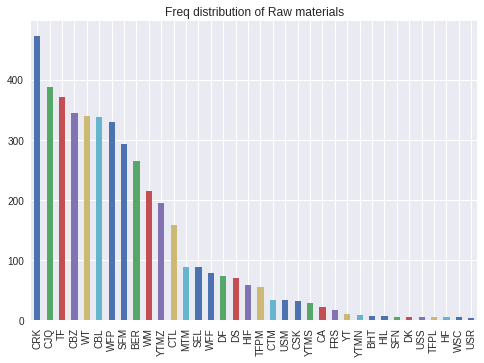 Freq distribution of Raw materials
400
300
200
100
0
CRK
CJQ
TF
CBZ
WT
CBL
WFP
SFM
BER
WM
YTMZ
CTL
MTM
SEL
WFF
DF
DS
HIF
TFPM
CTM
USM
CSK
YTMS
CA
FRS
YT
YTMN
BHT
HIL
SFN
OK
USS
TFPL
HF
WSC
USR